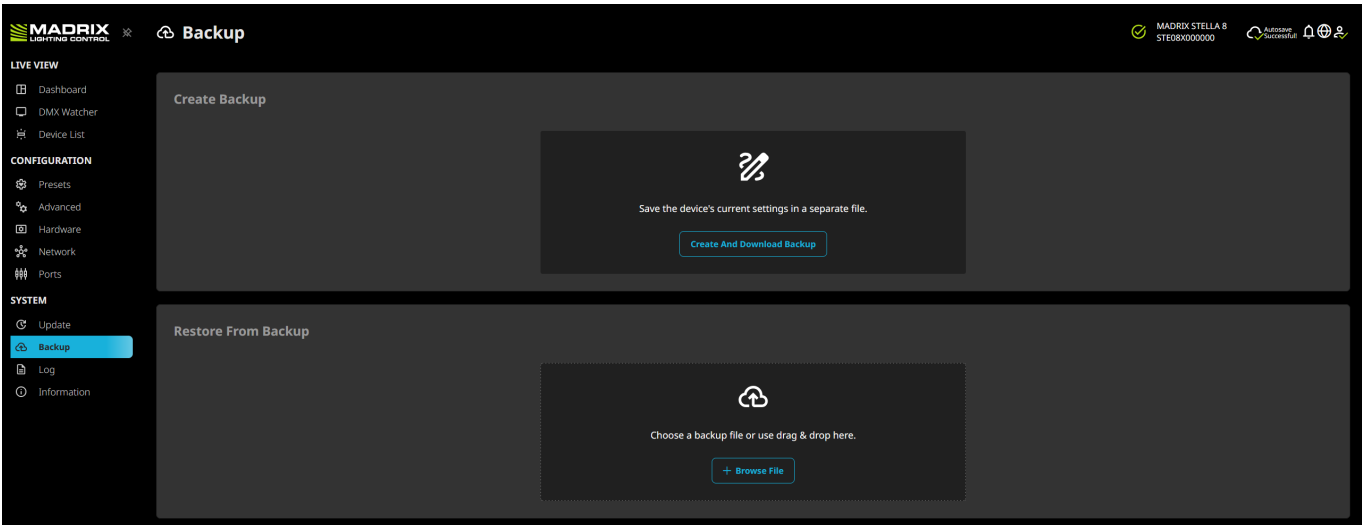 MADRIX
LIGHTING CONTROL
Backup
MADRIX STELLA 8
STE08X000000
Autosave
Successfull
LIVE VIEW
Dashboard
DMX Watcher
Device List
CONFIGURATION
Presets
Advanced
Hardware
Network
Ports
SYSTEM
Update
Backup
Log
Information
Create Backup
Save the device's current settings in a separate file.
Create And Download Backup
Restore From Backup
Choose a backup file or use drag & drop here.
+ Browse File